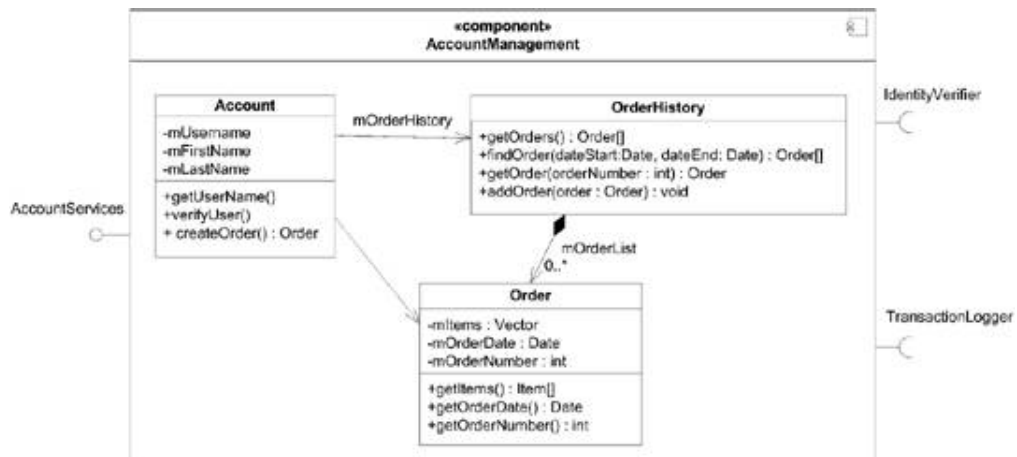 «component»
AccountManagement
IdentityVerifier
Account
-mUsername
-mFirstName
-mLastName
+getUserName()
+verifyUser()
+ createOrder() : Order
mOrderHistory
OrderHistory
+getOrders() : Order[]
+findOrder(dateStart:Date, dateEnd: Date) : Order[]
+getOrder(orderNumber : int) : Order
+addOrder(order : Order) : void
AccountServices
mOrderList
0..*
Order
-mItems : Vector
-mOrderDate : Date
-mOrderNumber : int
+getItems() : Item[]
+getOrderDate() : Date
+getOrderNumber() : int
TransactionLogger